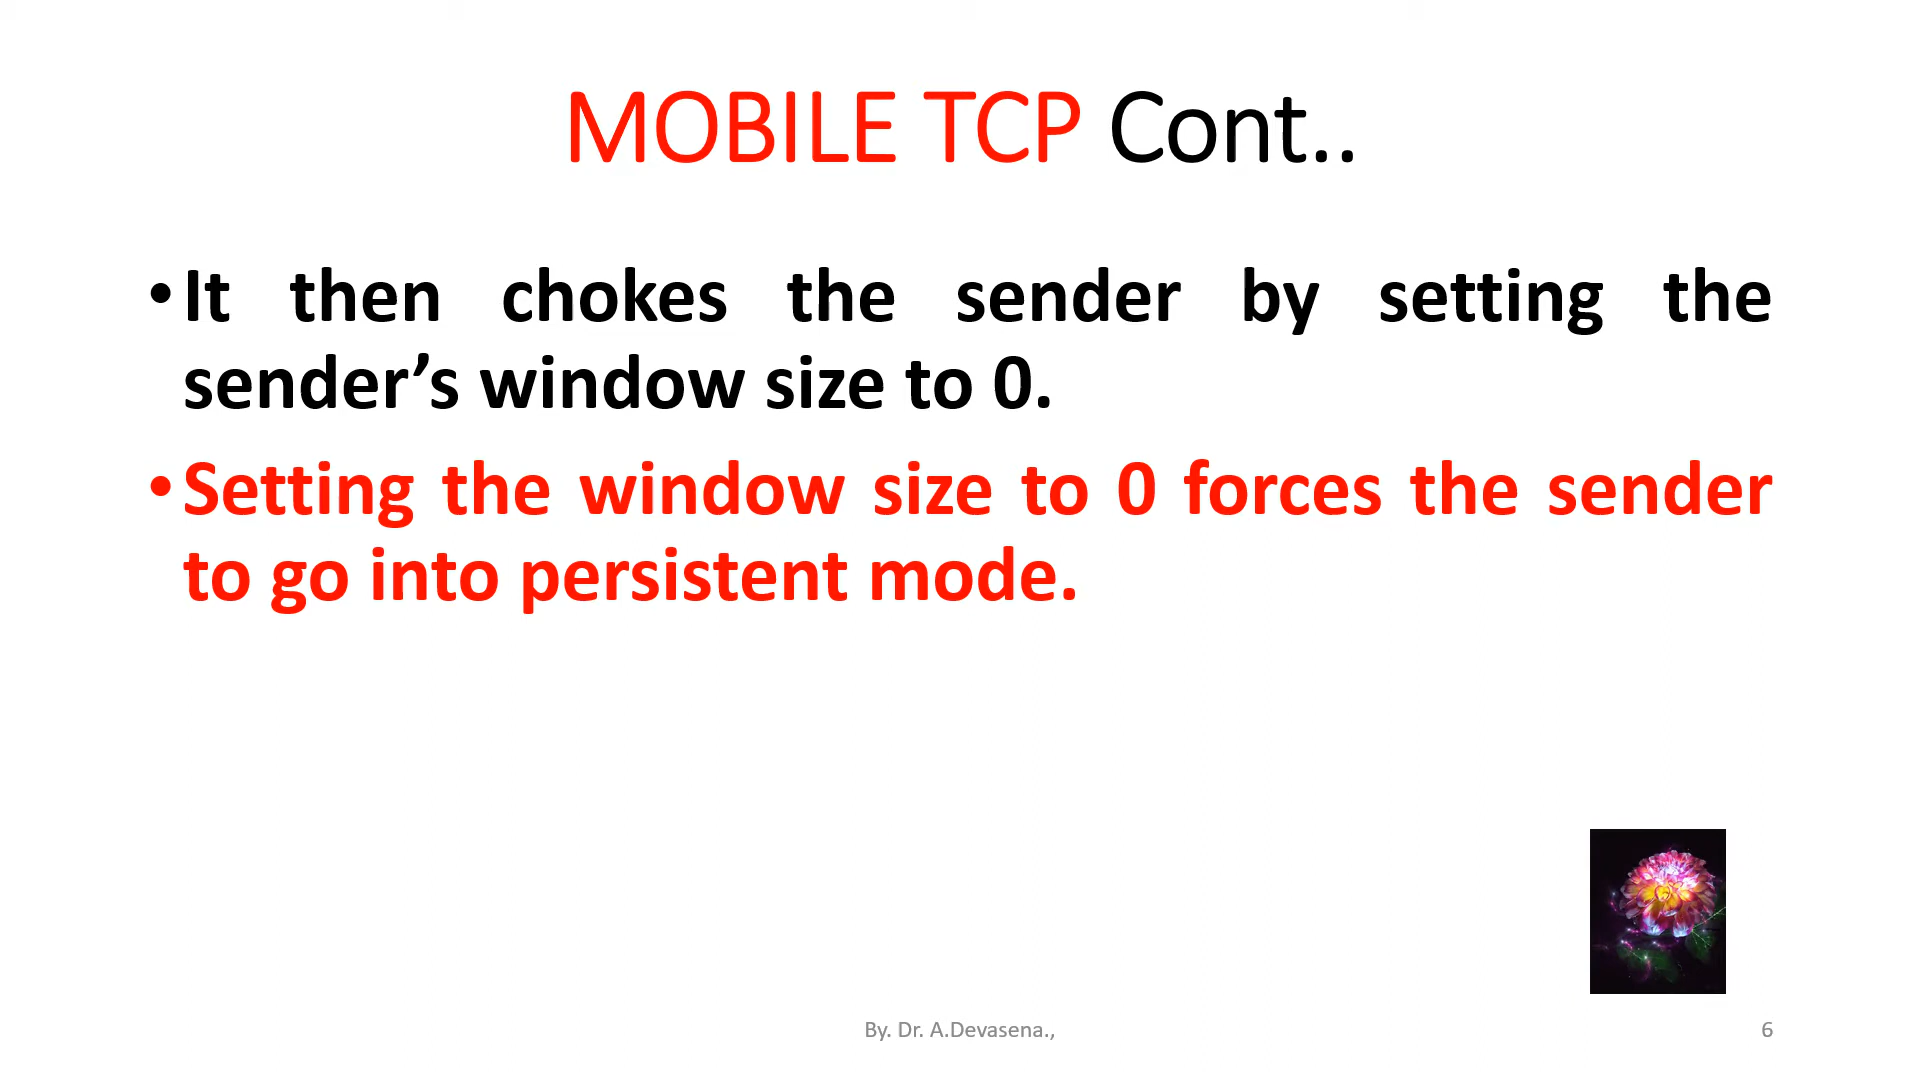 MOBILE TCP Cont..
•It then chokes the sender by setting the
sender’s window size to 0.
•Setting the window size to 0 forces the sender
to go into persistent mode.
By. Dr. A.Devasena.,
6